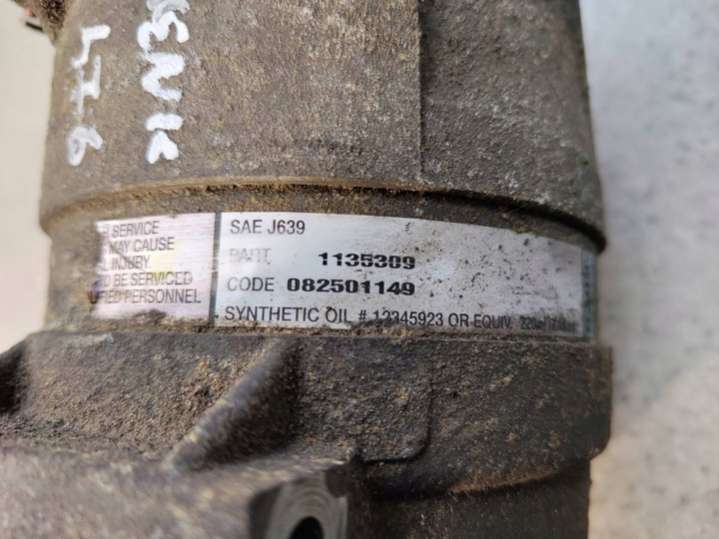 SERVICE
MAY CAUSE
INJURY
TO BE SERVICED
PERSONNEL
SAE J639
PART 1135309
CODE 082501149
SYNTHETIC OIL # 12345923 OR EQUIV.